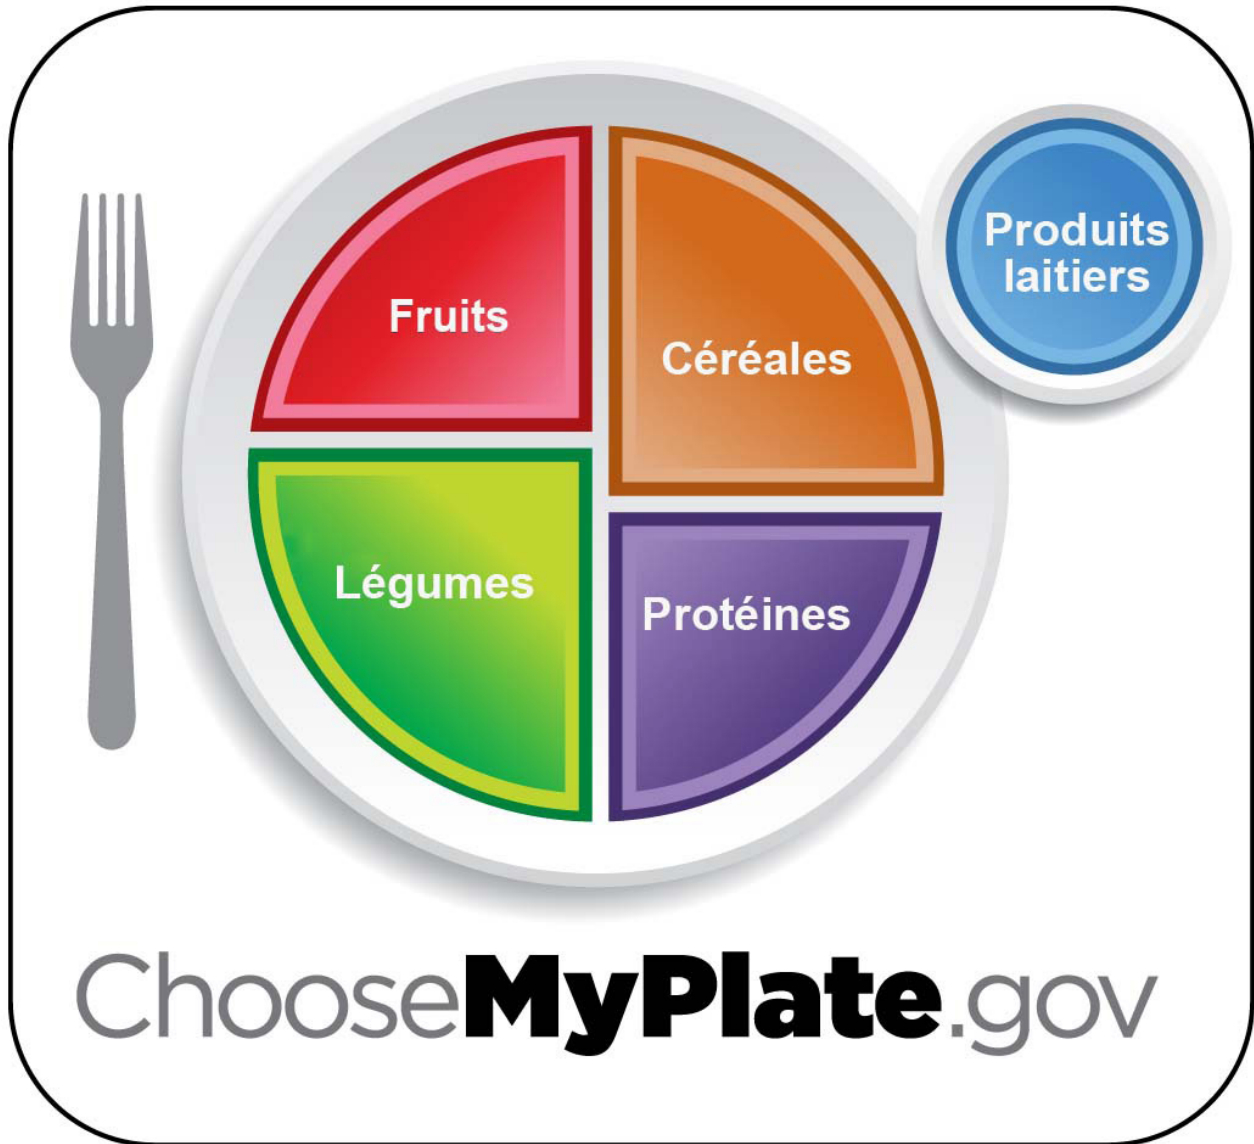 Fruits
Céréales
Produits
laitiers
Légumes
Protéines
ChooseMyPlate.gov